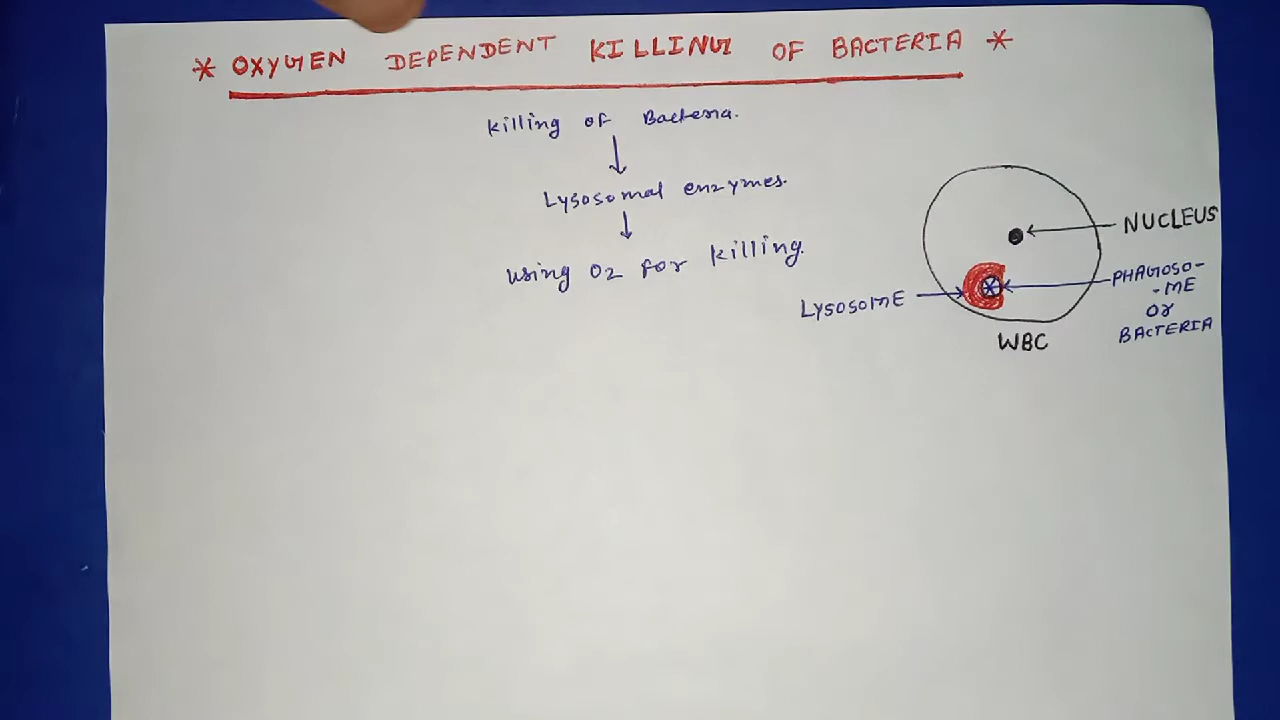 * OXYGEN DEPENDENT KILLING OF BACTERIA *
Killing of Bacteria.
↓
Lysosomal enzymes.
↓
using O2 for killing.
NUCLEUS
LYSOSOME
PHAGOSO-
-ME
Or
BACTERIA
WBC